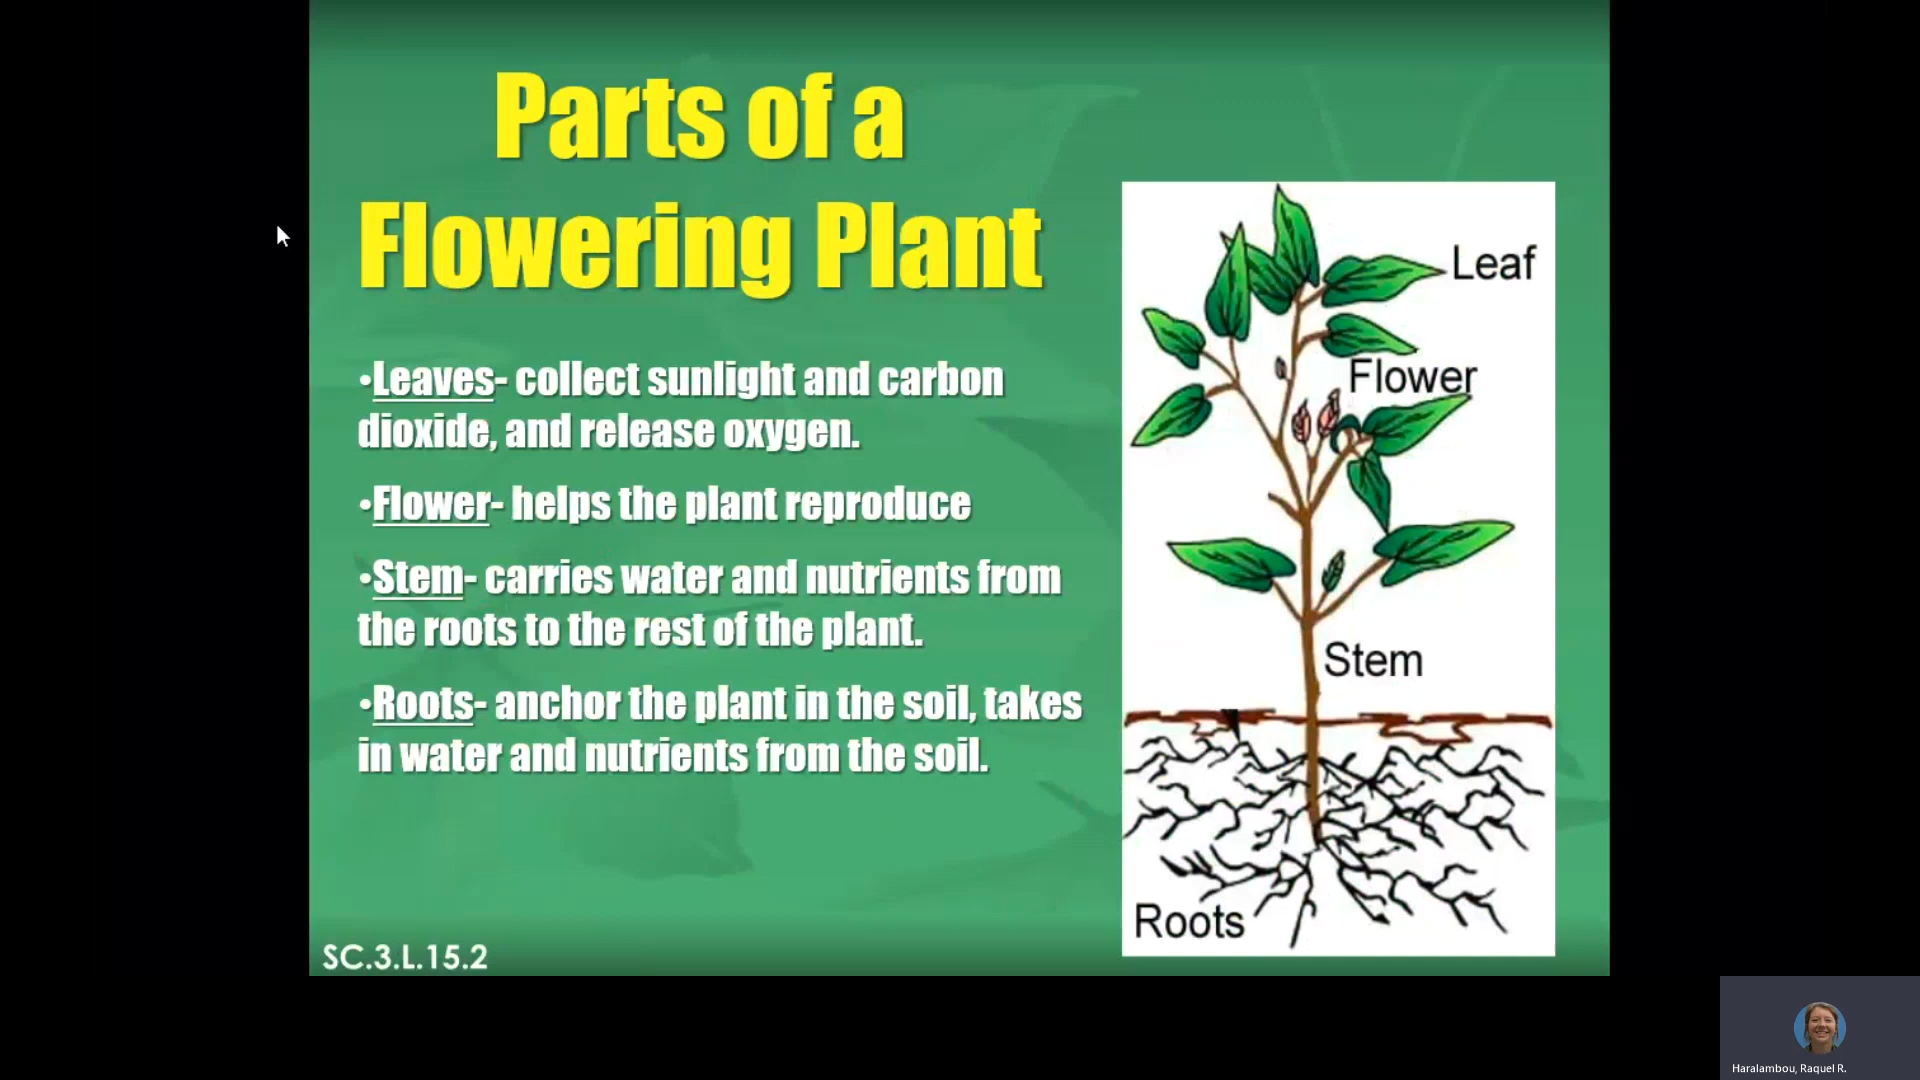 Parts of a
Flowering Plant
•Leaves- collect sunlight and carbon
dioxide, and release oxygen.
•Flower- helps the plant reproduce
•Stem- carries water and nutrients from
the roots to the rest of the plant.
•Roots- anchor the plant in the soil, takes
in water and nutrients from the soil.
Leaf
Flower
Stem
Roots
SC.3.L.15.2
Haralambou, Raquel R.